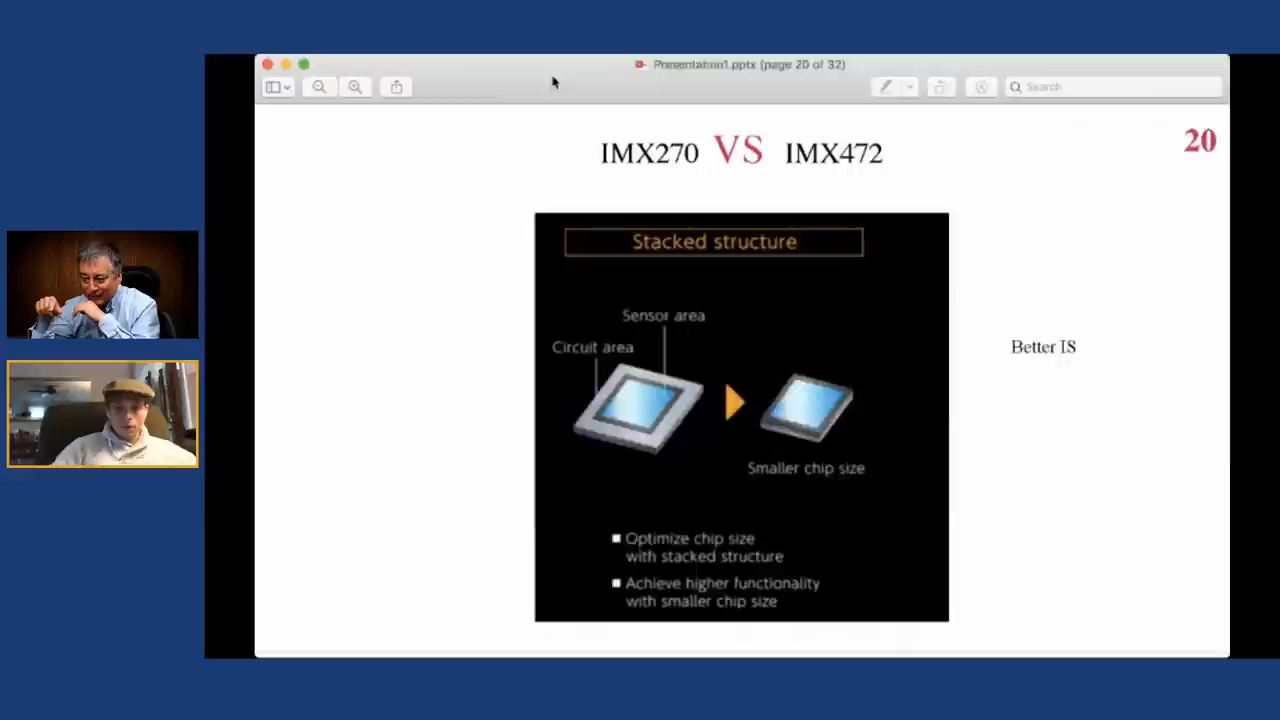 Presentation1.pptx (page 20 of 32)
Search
IMX270 VS IMX472
20
Stacked structure
Sensor area
Circuit area
Better IS
Smaller chip size
Optimize chip size
with stacked structure
Achieve higher functionality
with smaller chip size